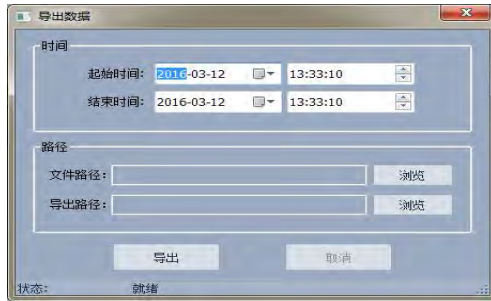 导出数据
时间
起始时间: 2016-03-12 13:33:10
结束时间: 2016-03-12 13:33:10
路径
文件路径: 浏览
导出路径: 浏览
导出 取消
状态: 就绪